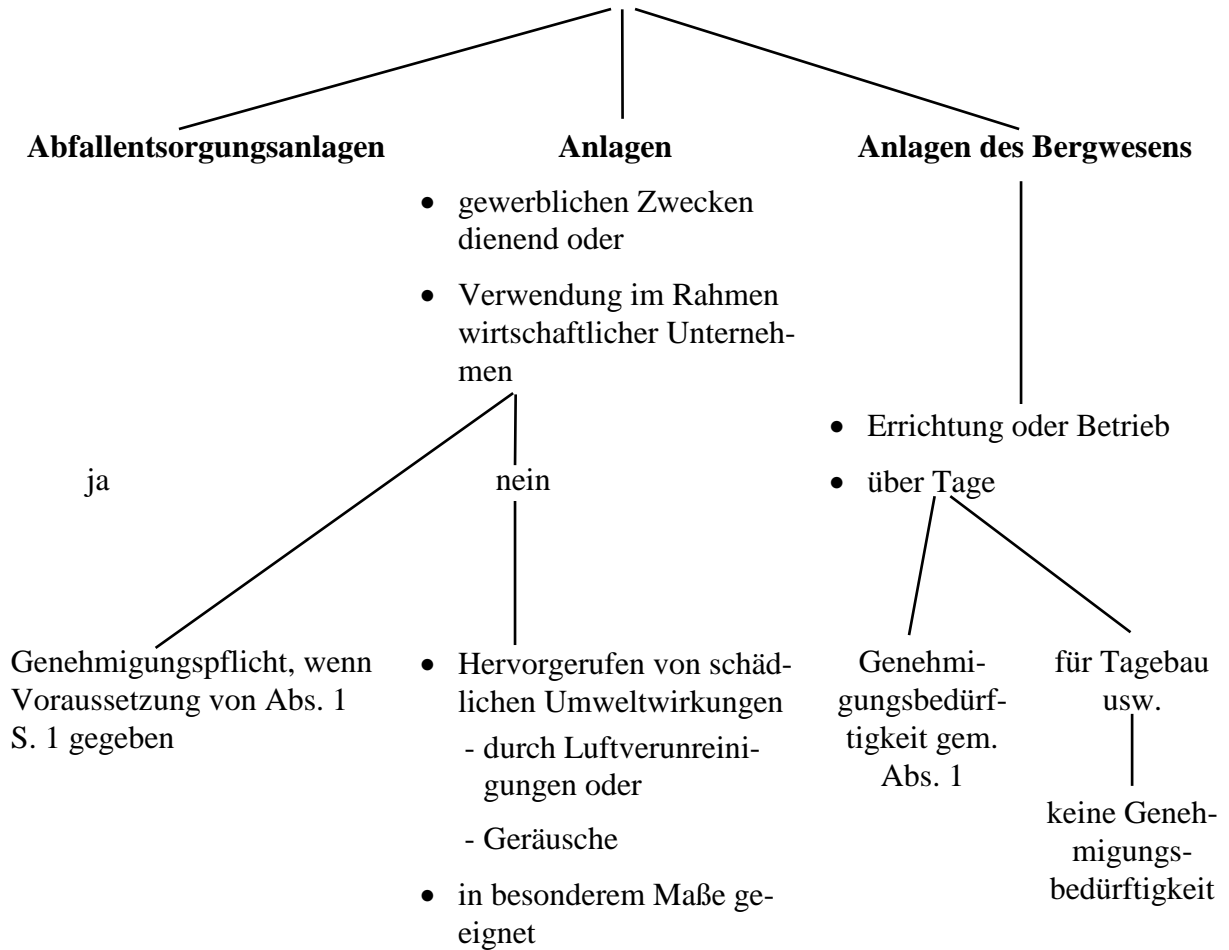 Abfallentsorgungsanlagen
Anlagen
Anlagen des Bergwesens
• gewerblichen Zwecken
dienend oder
• Verwendung im Rahmen
wirtschaftlicher Unterneh-
men
• Errichtung oder Betrieb
• über Tage
ja
nein
Genehmigungspflicht, wenn
Voraussetzung von Abs. 1
S. 1 gegeben
• Hervorgerufen von schäd-
lichen Umweltwirkungen
- durch Luftverunreini-
gungen oder
- Geräusche
• in besonderem Maße ge-
eignet
Genehmi-
gungsbedürf-
tigkeit gem.
Abs. 1
für Tagebau
usw.
keine Geneh-
migungs-
bedürftigkeit